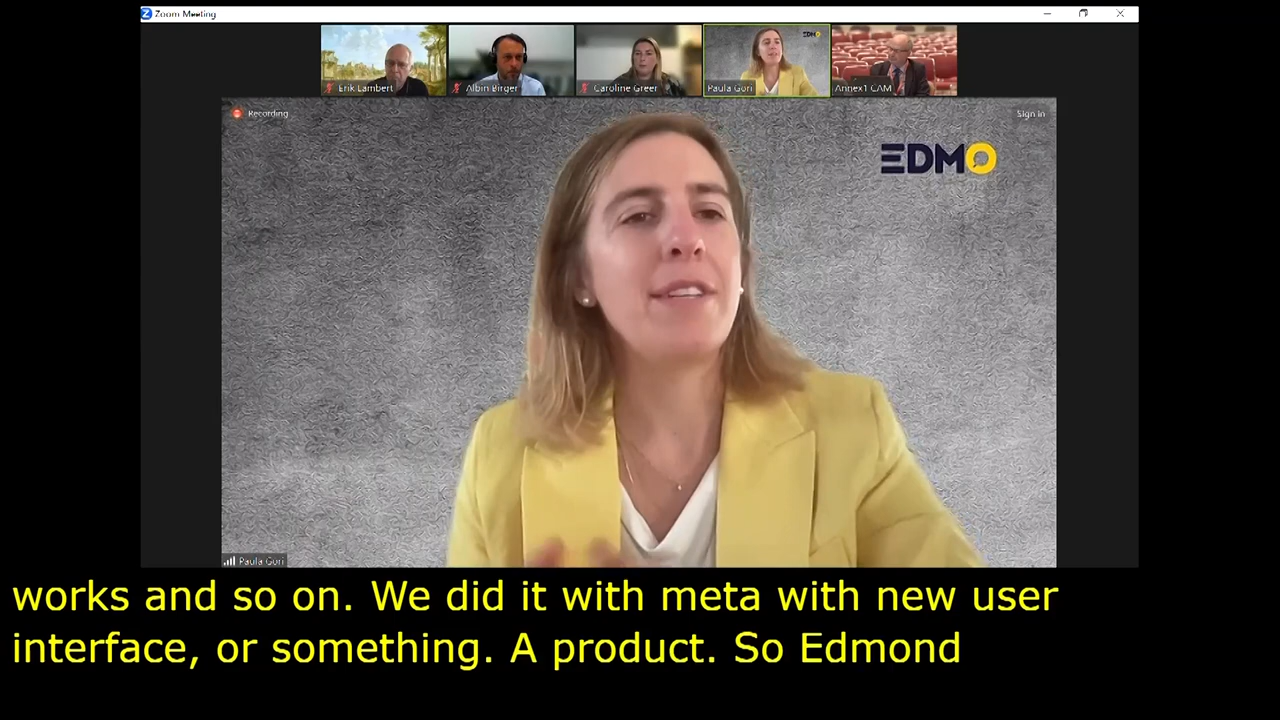 Zoom Meeting
EDMO
Erik Lambert
Albin Birger
Caroline Greer
Paula Gori
Annex1 CAM
Recording
Sign in
EDMO
Paula Gori
works and so on. We did it with meta with new user
interface, or something. A product. So Edmond